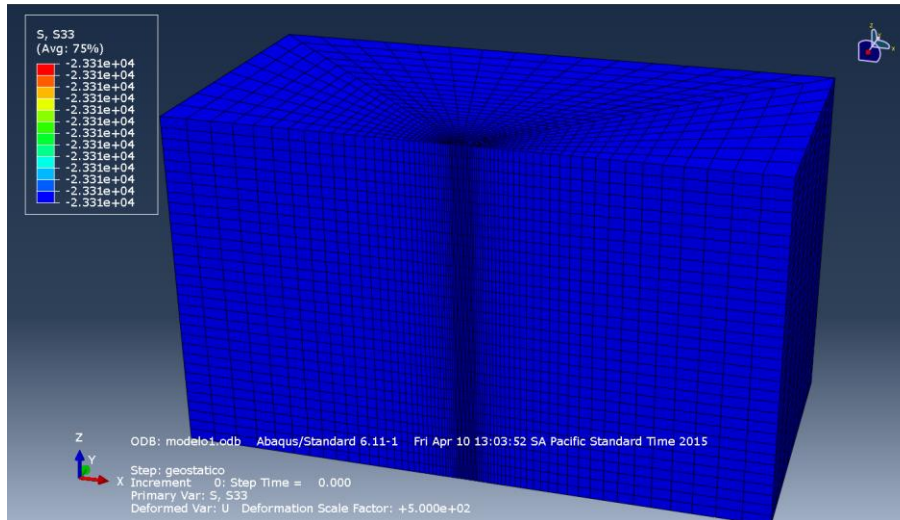 S, S33
(Avg: 75%)
-2.331e+04
-2.331e+04
-2.331e+04
-2.331e+04
-2.331e+04
-2.331e+04
-2.331e+04
-2.331e+04
-2.331e+04
-2.331e+04
-2.331e+04
-2.331e+04
-2.331e+04
Z
Y
X
ODB: modelo1.odb Abaqus/Standard 6.11-1 Fri Apr 10 13:03:52 SA Pacific Standard Time 2015
Step: geostatico
Increment 0: Step Time = 0.000
Primary Var: S, S33
Deformed Var: U Deformation Scale Factor: +5.000e+02